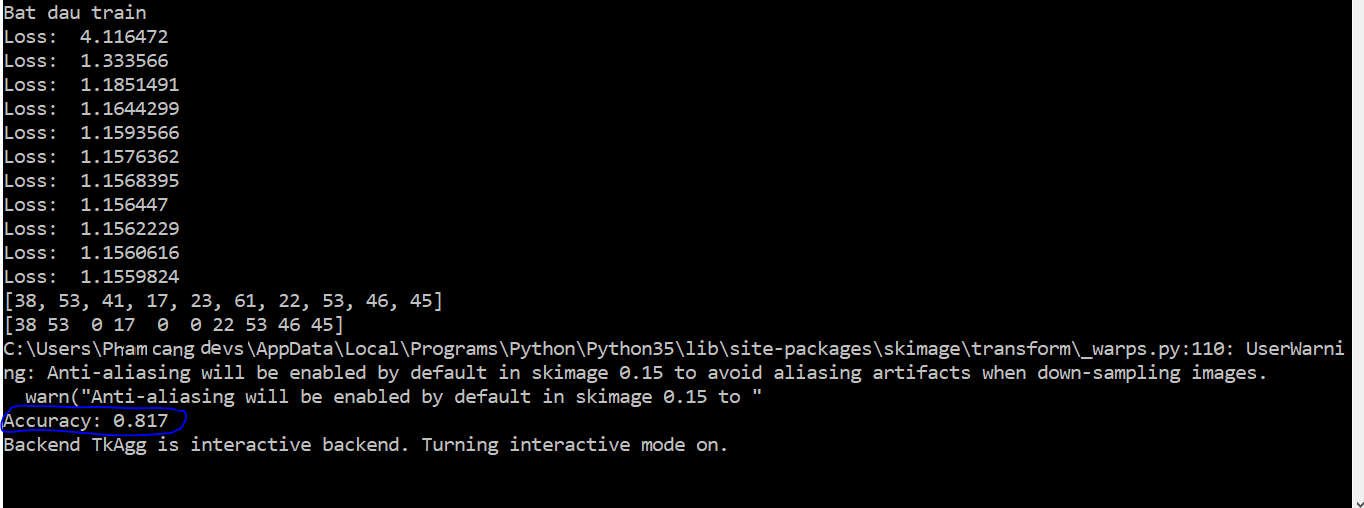 Bat dau train
Loss:  4.116472
Loss:  1.333566
Loss:  1.1851491
Loss:  1.1644299
Loss:  1.1593566
Loss:  1.1576362
Loss:  1.1568395
Loss:  1.156447
Loss:  1.1562229
Loss:  1.1560616
Loss:  1.1559824
[38, 53, 41, 17, 23, 61, 22, 53, 46, 45]
[38 53  0 17  0  0 22 53 46 45]
C:\Users\Pham cang devs\AppData\Local\Programs\Python\Python35\lib\site-packages\skimage\transform\_warps.py:110: UserWarni
ng: Anti-aliasing will be enabled by default in skimage 0.15 to avoid aliasing artifacts when down-sampling images.
  warn("Anti-aliasing will be enabled by default in skimage 0.15 to "
Accuracy: 0.817
Backend TkAgg is interactive backend. Turning interactive mode on.